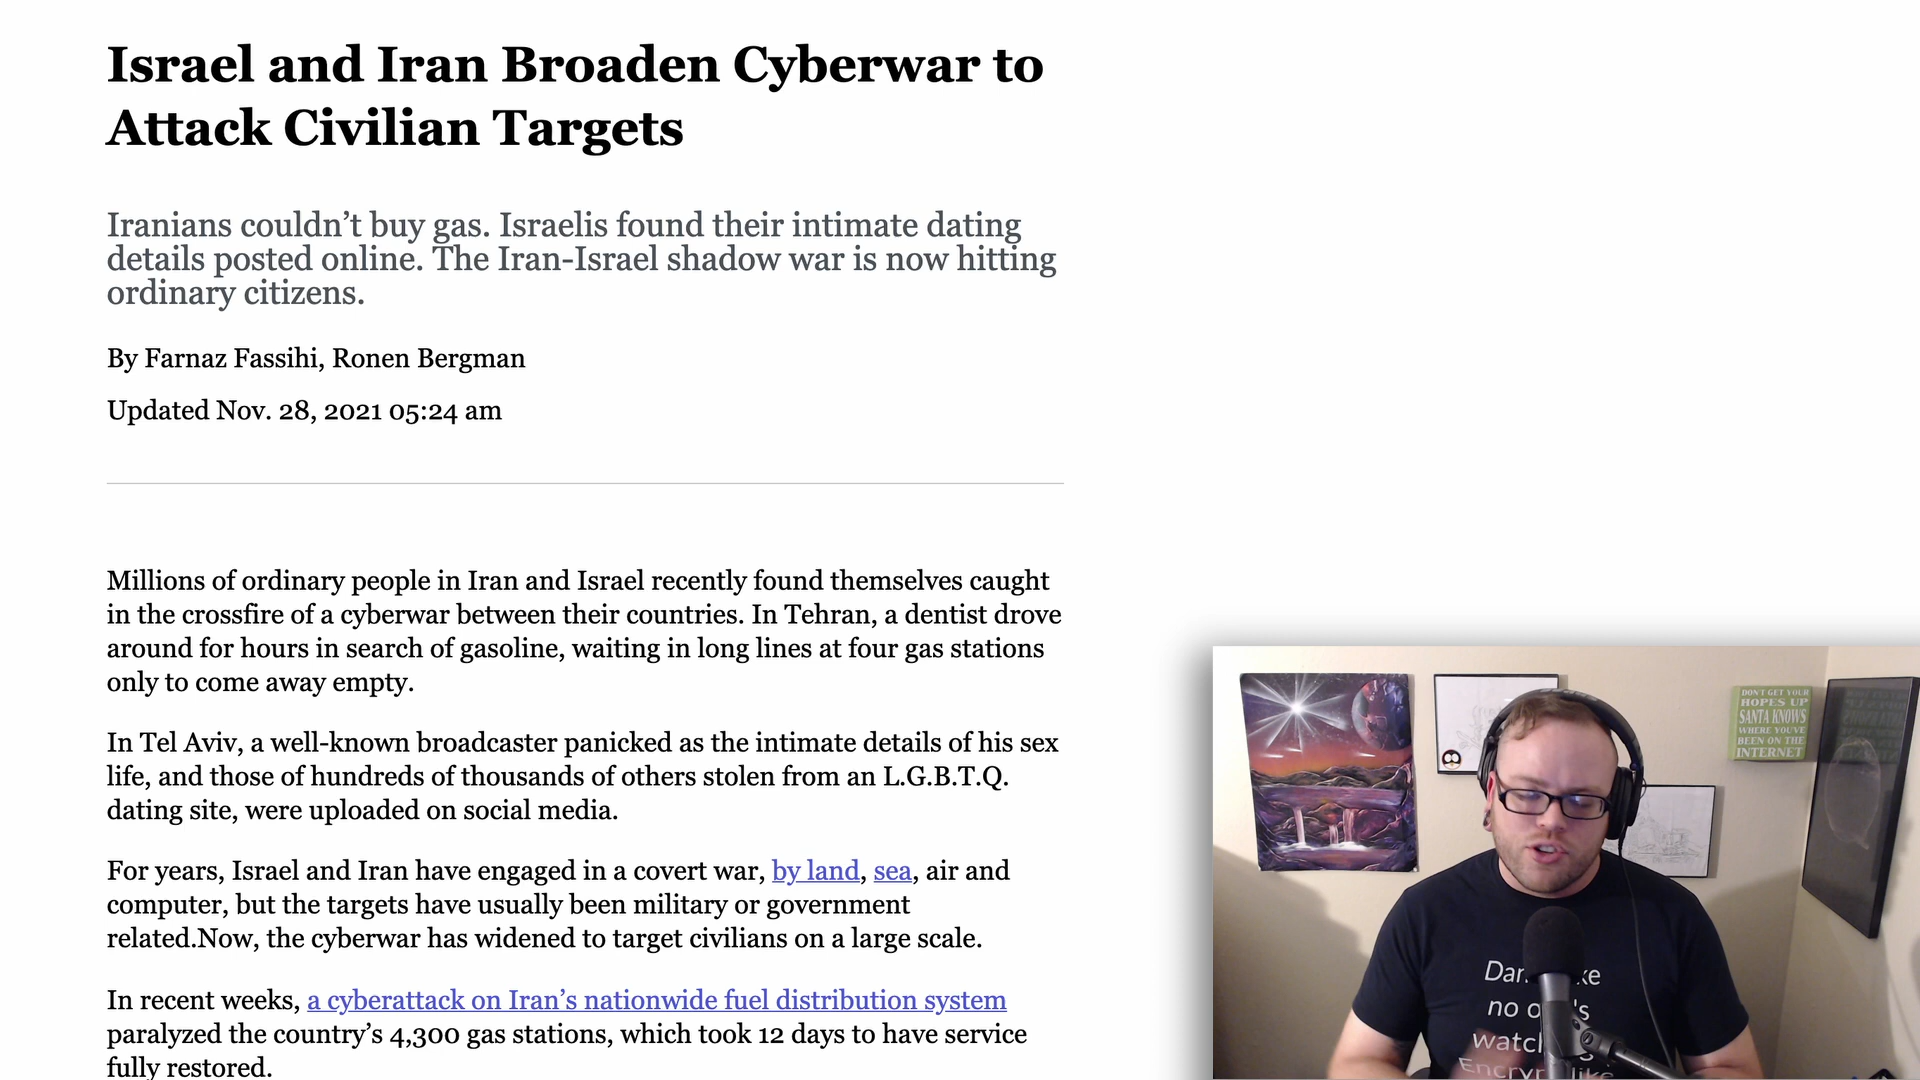 Israel and Iran Broaden Cyberwar to
Attack Civilian Targets
Iranians couldn’t buy gas. Israelis found their intimate dating
details posted online. The Iran-Israel shadow war is now hitting
ordinary citizens.
By Farnaz Fassihi, Ronen Bergman
Updated Nov. 28, 2021 05:24 am
Millions of ordinary people in Iran and Israel recently found themselves caught
in the crossfire of a cyberwar between their countries. In Tehran, a dentist drove
around for hours in search of gasoline, waiting in long lines at four gas stations
only to come away empty.
In Tel Aviv, a well-known broadcaster panicked as the intimate details of his sex
life, and those of hundreds of thousands of others stolen from an L.G.B.T.Q.
dating site, were uploaded on social media.
For years, Israel and Iran have engaged in a covert war, by land, sea, air and
computer, but the targets have usually been military or government
related.Now, the cyberwar has widened to target civilians on a large scale.
In recent weeks, a cyberattack on Iran’s nationwide fuel distribution system
paralyzed the country’s 4,300 gas stations, which took 12 days to have service
fully restored.
DON'T GET YOUR
HOPES UP
SANTA KNOWS
WHERE YOU'VE
BEEN ON THE
INTERNET
no